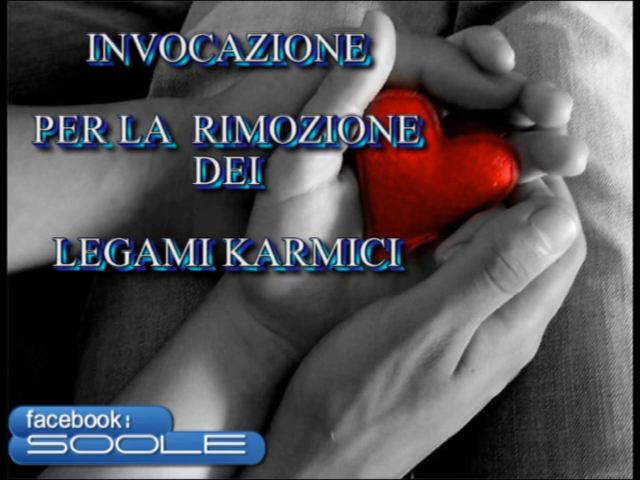 INVOCAZIONE
PER LA RIMOZIONE
DEI
LEGAMI KARMICI
facebook:
SOOLE